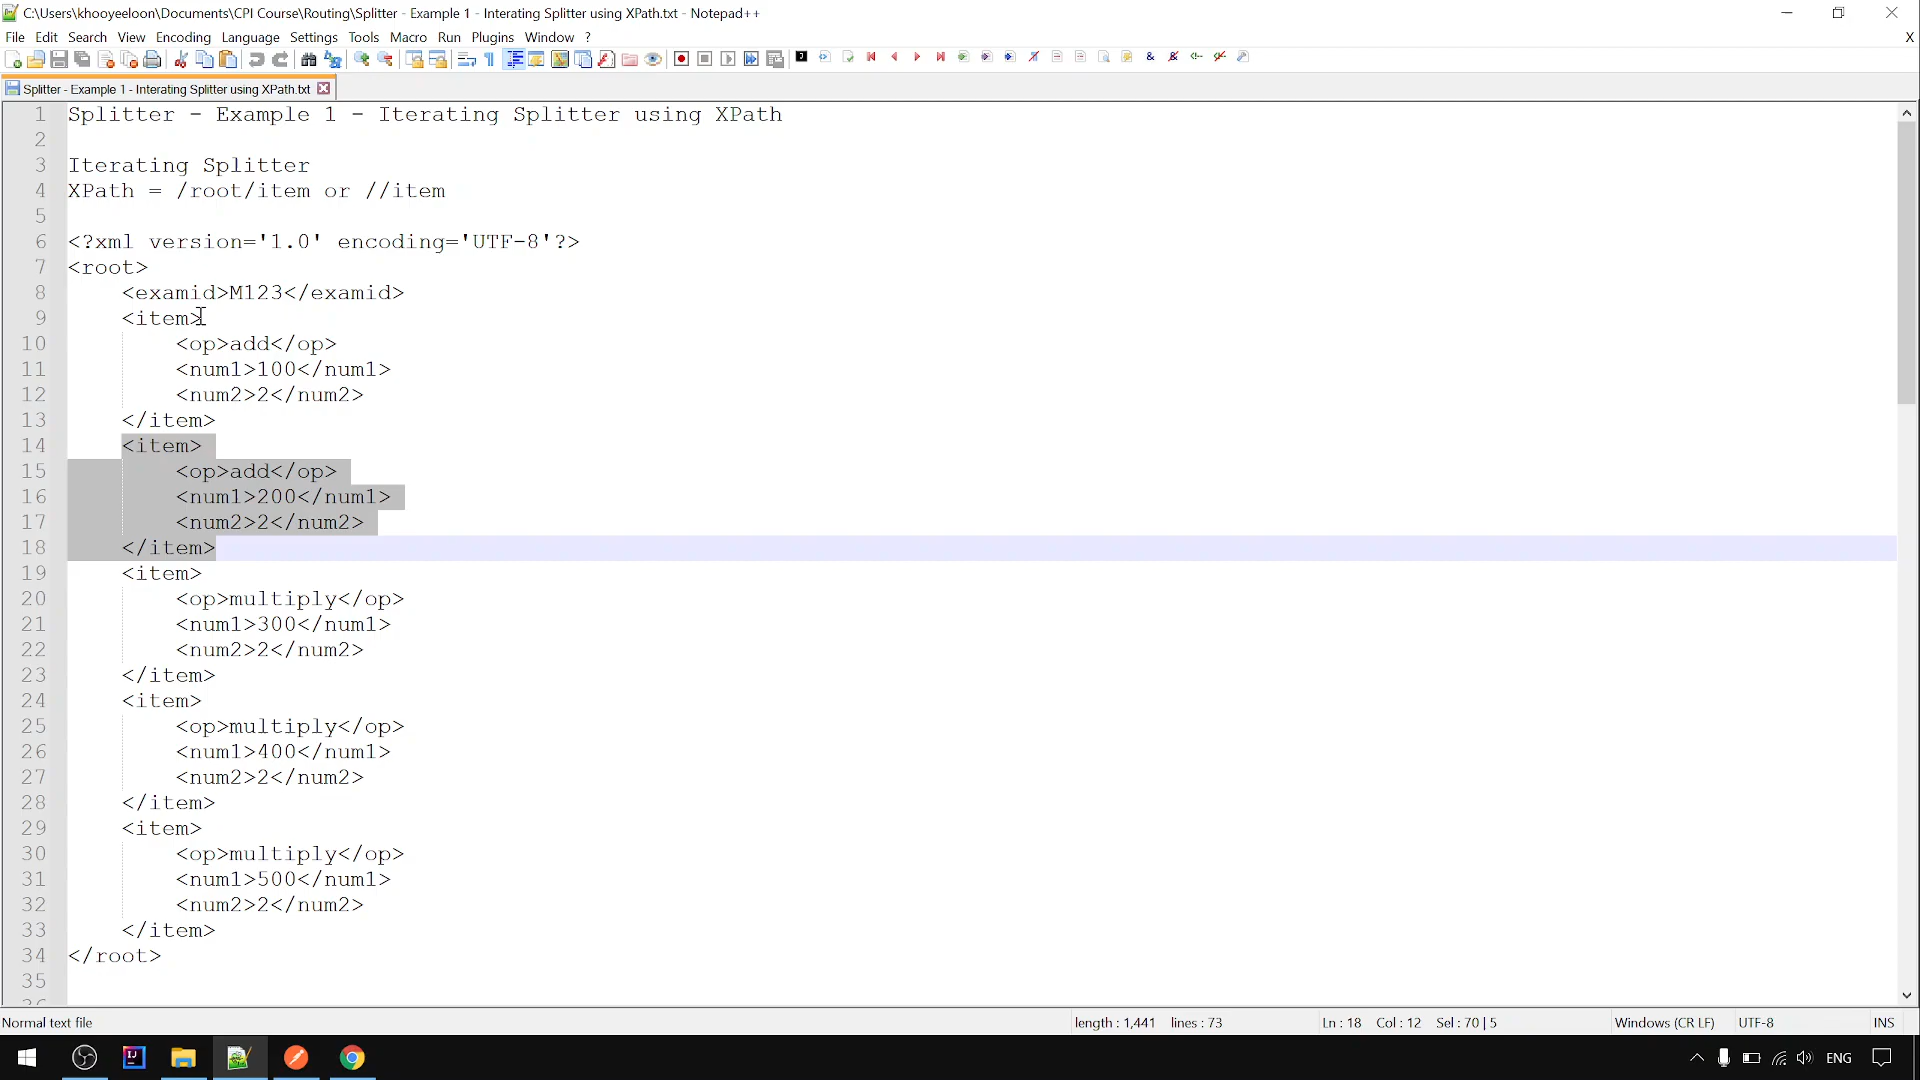 C:\Users\khooyeeloon\Documents\CPI Course\Routing\Splitter - Example 1 - Interating Splitter using XPath.txt - Notepad++
File Edit Search View Encoding Language Settings Tools Macro Run Plugins Window ? X
Splitter - Example 1 - Interating Splitter using XPath.txt
1 Splitter - Example 1 - Iterating Splitter using XPath
2
3 Iterating Splitter
4 XPath = /root/item or //item
5
6 <?xml version='1.0' encoding='UTF-8'?>
7 <root>
8 <examid>M123</examid>
9 <item>
10 <op>add</op>
11 <num1>100</num1>
12 <num2>2</num2>
13 </item>
14 <item>
15 <op>add</op>
16 <num1>200</num1>
17 <num2>2</num2>
18 </item>
19 <item>
20 <op>multiply</op>
21 <num1>300</num1>
22 <num2>2</num2>
23 </item>
24 <item>
25 <op>multiply</op>
26 <num1>400</num1>
27 <num2>2</num2>
28 </item>
29 <item>
30 <op>multiply</op>
31 <num1>500</num1>
32 <num2>2</num2>
33 </item>
34 </root>
35
Normal text file length : 1,441 lines : 73 Ln : 18 Col : 12 Sel : 70 | 5 Windows (CR LF) UTF-8 INS
ENG